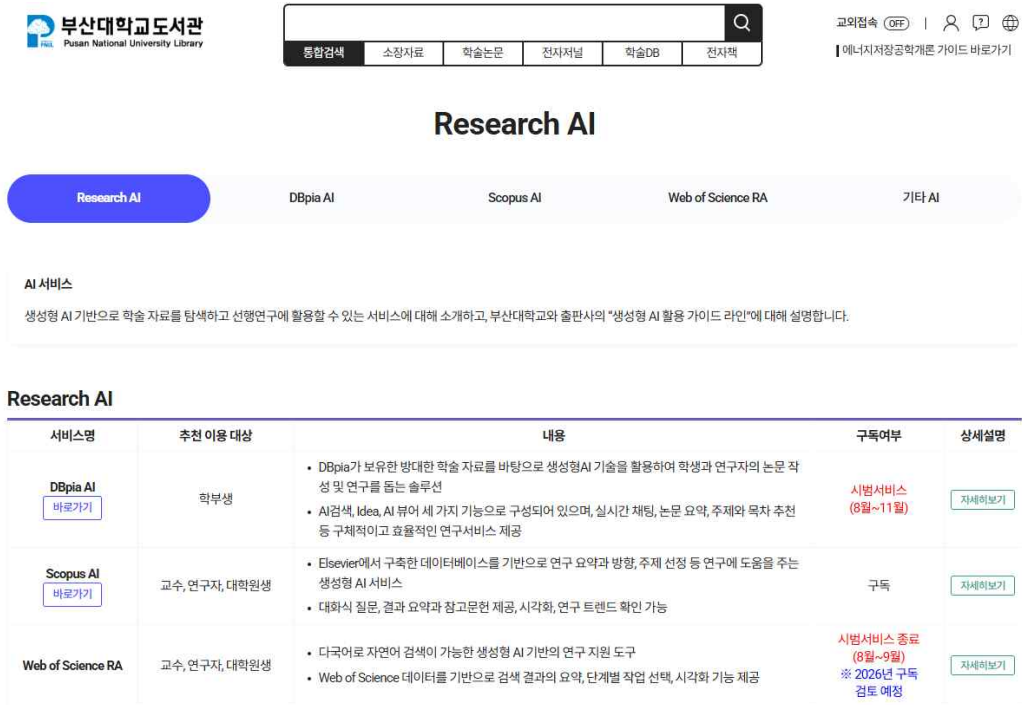 부산대학교도서관
Pusan National University Library
통합검색 소장자료 학술논문 전자저널 학술DB 전자책
교외접속 OFF
에너지저장공학개론 가이드 바로가기
Research AI
Research AI DBpia AI Scopus AI Web of Science RA 기타 AI
AI 서비스
생성형 AI 기반으로 학술 자료를 탐색하고 선행연구에 활용할 수 있는 서비스에 대해 소개하고, 부산대학교와 출판사의 "생성형 AI 활용 가이드 라인"에 대해 설명합니다.
Research AI
서비스명 추천 이용 대상 내용 구독여부 상세설명
DBpia AI
바로가기
학부생
• DBpia가 보유한 방대한 학술 자료를 바탕으로 생성형AI 기술을 활용하여 학생과 연구자의 논문 작
성 및 연구를 돕는 솔루션
• AI검색, Idea, AI 뷰어 세 가지 기능으로 구성되어 있으며, 실시간 채팅, 논문 요약, 주제와 목차 추천
등 구체적이고 효율적인 연구서비스 제공
시범서비스
(8월~11월)
자세히보기
Scopus AI
바로가기
교수, 연구자, 대학원생
• Elsevier에서 구축한 데이터베이스를 기반으로 연구 요약과 방향, 주제 선정 등 연구에 도움을 주는
생성형 AI 서비스
• 대화식 질문, 결과 요약과 참고문헌 제공, 시각화, 연구 트렌드 확인 가능
구독
자세히보기
Web of Science RA
교수, 연구자, 대학원생
• 다국어로 자연어 검색이 가능한 생성형 AI 기반의 연구 지원 도구
• Web of Science 데이터를 기반으로 검색 결과의 요약, 단계별 작업 선택, 시각화 기능 제공
시범서비스 종료
(8월~9월)
※ 2026년 구독
검토 예정
자세히보기